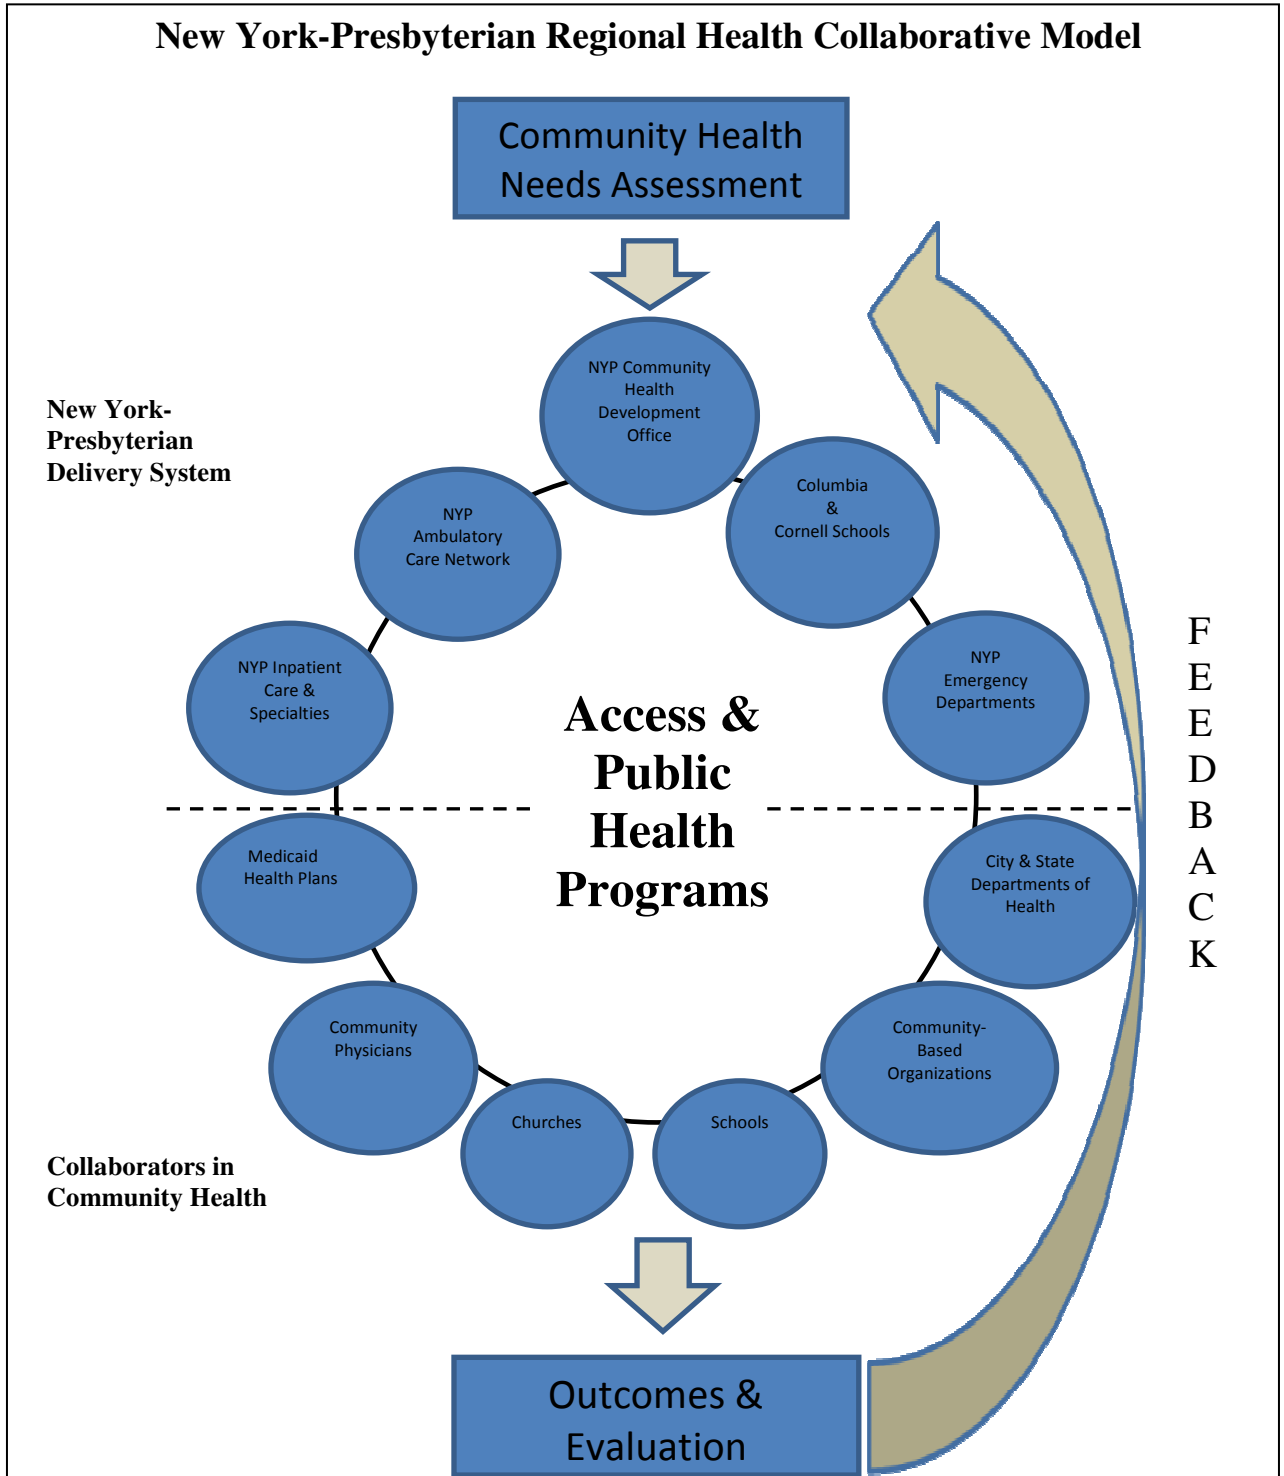 New York-Presbyterian Regional Health Collaborative Model
Community Health
Needs Assessment
NYP Community
Health
Development
Office
New York-
Presbyterian
Delivery System
Columbia
&
Cornell Schools
NYP
Ambulatory
Care Network
NYP Inpatient
Care &
Specialties
NYP
Emergency
Departments
Access &
Public
Health
Programs
F
E
E
D
B
A
C
K
Medicaid
Health Plans
City & State
Departments of
Health
Community
Physicians
Community-
Based
Organizations
Churches
Schools
Collaborators in
Community Health
Outcomes &
Evaluation